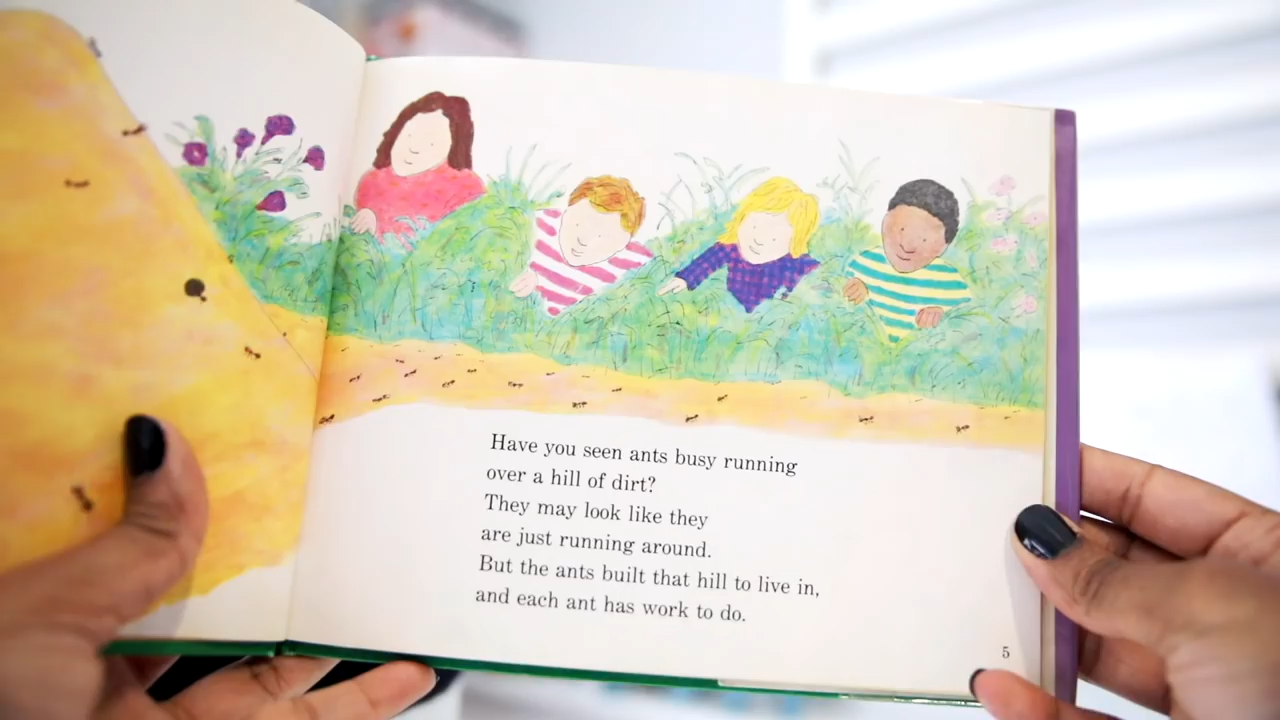 Have you seen ants busy running
over a hill of dirt?
They may look like they
are just running around.
But the ants built that hill to live in,
and each ant has work to do.
5